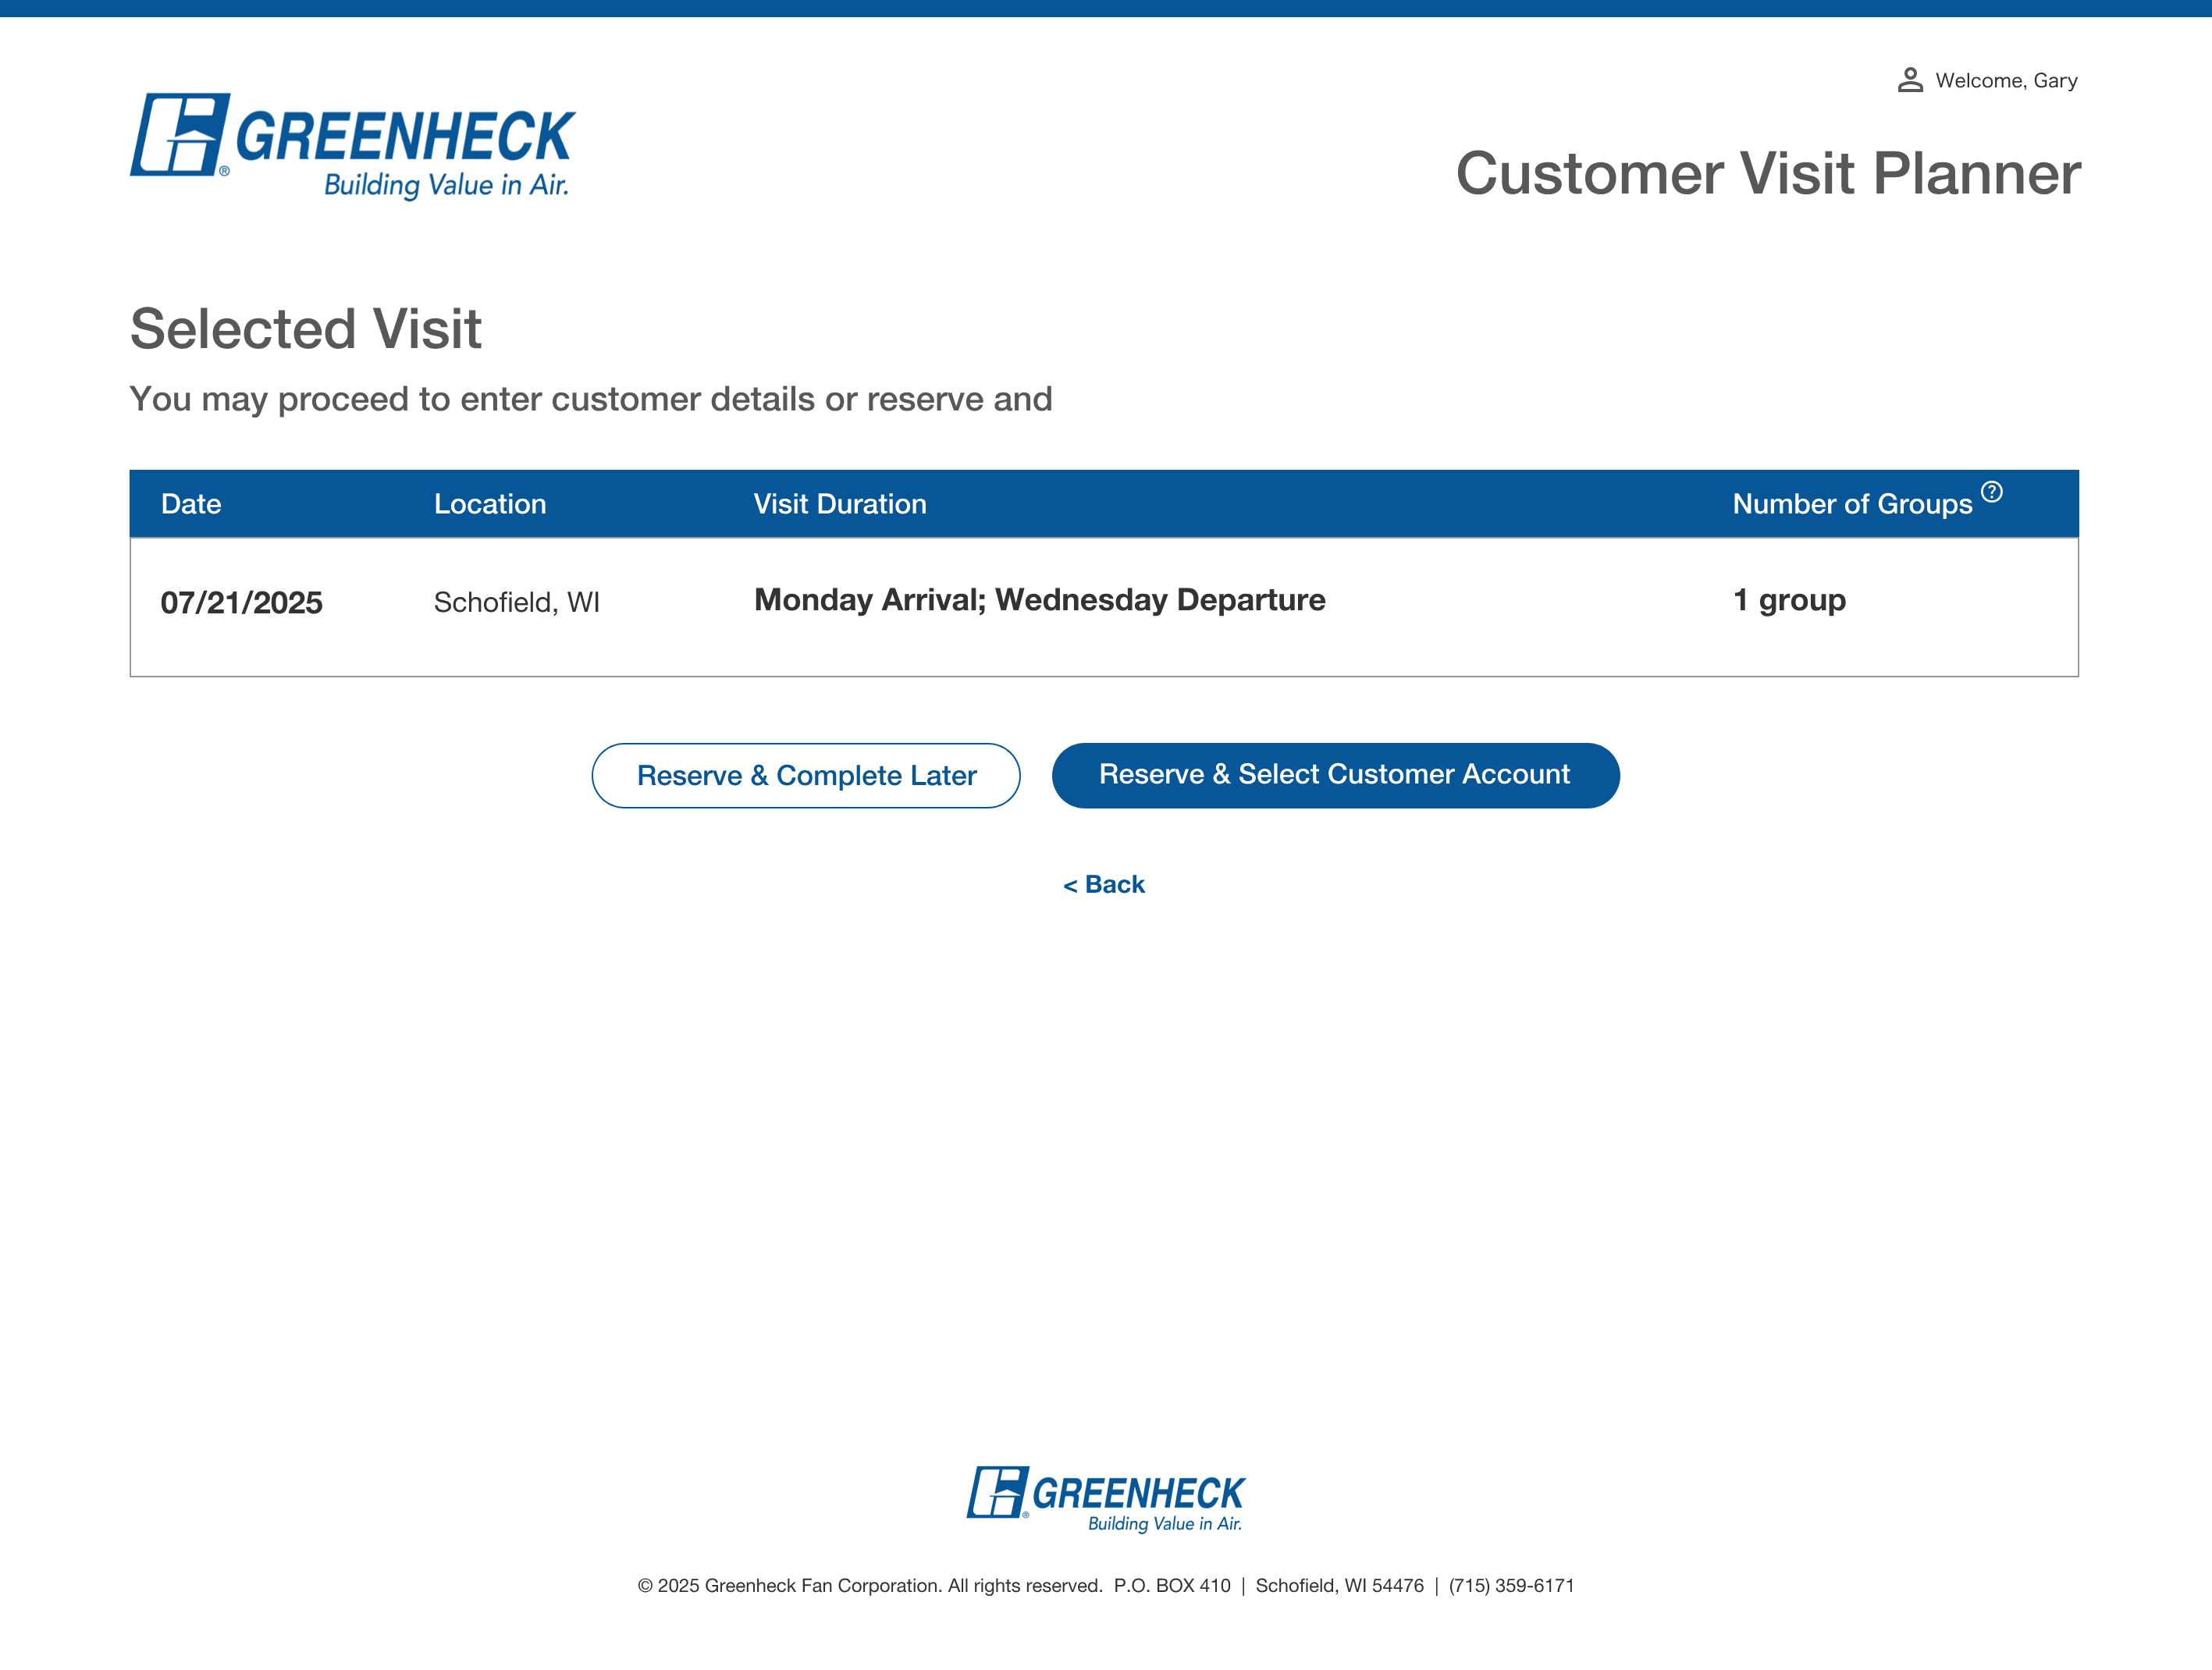 Welcome, Gary
GREENHECK
®
Building Value in Air.
Customer Visit Planner
Selected Visit
You may proceed to enter customer details or reserve and
Date Location Visit Duration Number of Groups ?
07/21/2025 Schofield, WI Monday Arrival; Wednesday Departure 1 group
Reserve & Complete Later Reserve & Select Customer Account
< Back
GREENHECK
®
Building Value in Air.
© 2025 Greenheck Fan Corporation. All rights reserved. P.O. BOX 410 | Schofield, WI 54476 | (715) 359-6171